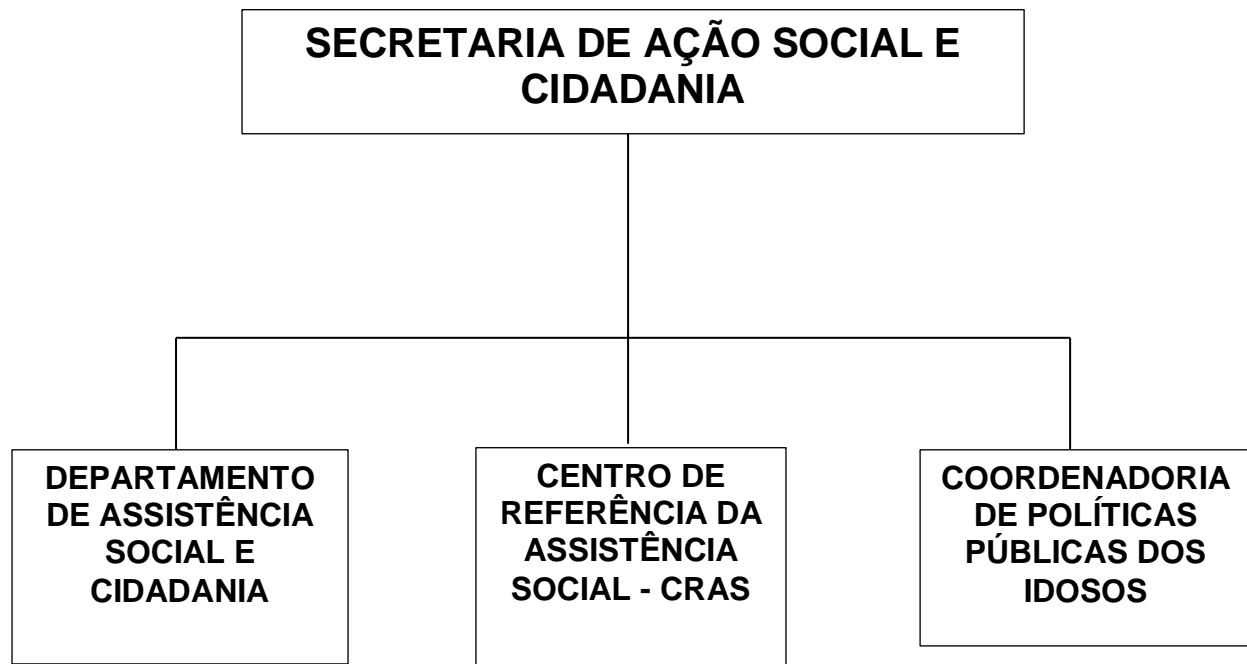 SECRETARIA DE AÇÃO SOCIAL E
CIDADANIA
DEPARTAMENTO
DE ASSISTÊNCIA
SOCIAL E
CIDADANIA
CENTRO DE
REFERÊNCIA DA
ASSISTÊNCIA
SOCIAL - CRAS
COORDENADORIA
DE POLÍTICAS
PÚBLICAS DOS
IDOSOS